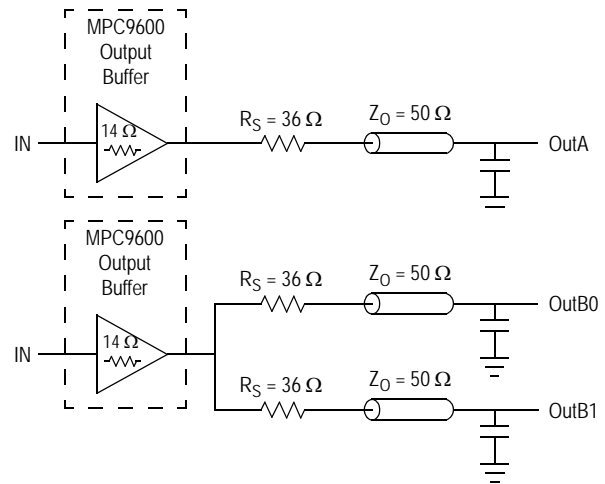 MPC9600
Output
Buffer
IN
14 Ω
R_S = 36 Ω
Z_O = 50 Ω
OutA
MPC9600
Output
Buffer
IN
14 Ω
R_S = 36 Ω
Z_O = 50 Ω
OutB0
R_S = 36 Ω
Z_O = 50 Ω
OutB1